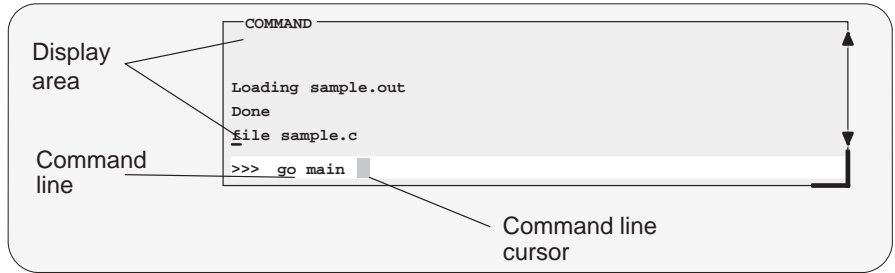 COMMAND
Display
area
Loading sample.out
Done
file sample.c
Command
line
>>> go main
Command line
cursor